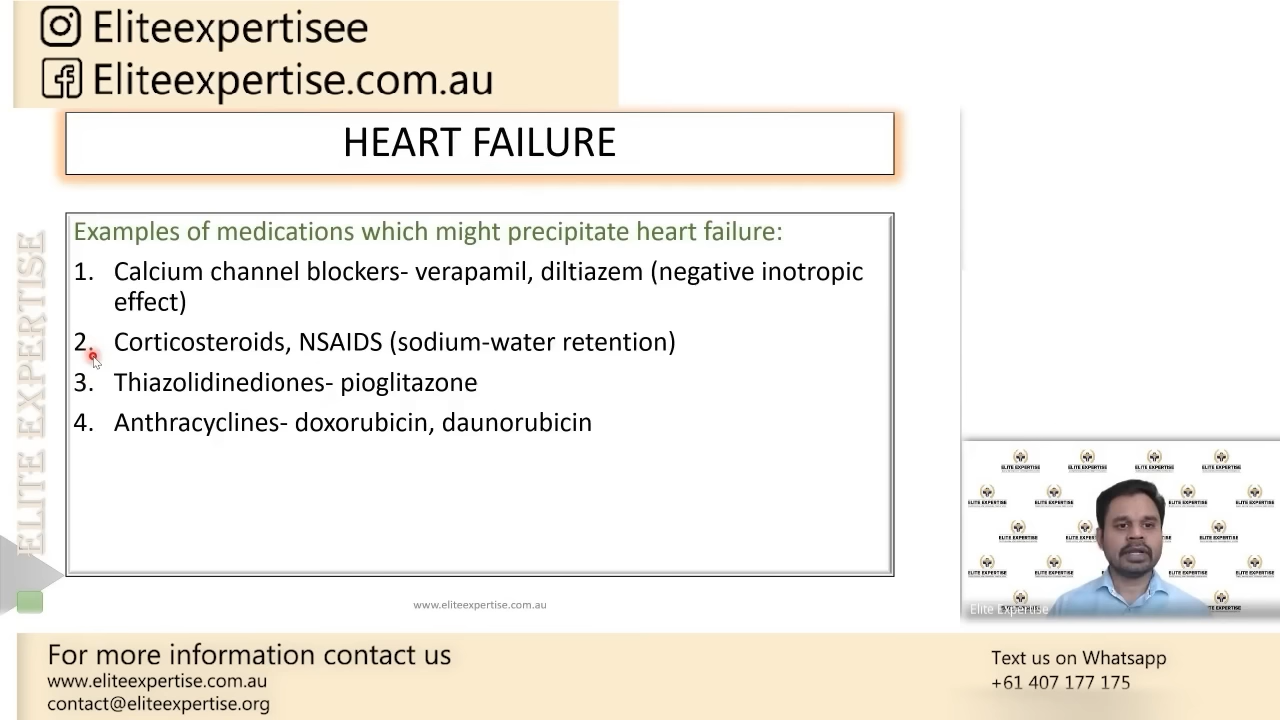 Eliteexpertisee
Eliteexpertise.com.au
HEART FAILURE
Examples of medications which might precipitate heart failure:
1. Calcium channel blockers- verapamil, diltiazem (negative inotropic
effect)
2. Corticosteroids, NSAIDS (sodium-water retention)
3. Thiazolidinediones- pioglitazone
4. Anthracyclines- doxorubicin, daunorubicin
ELITE EXPERTISE
www.eliteexpertise.com.au
ELITE EXPERTISE
Elite Expertise
For more information contact us
www.eliteexpertise.com.au
contact@eliteexpertise.org
Text us on Whatsapp
+61 407 177 175